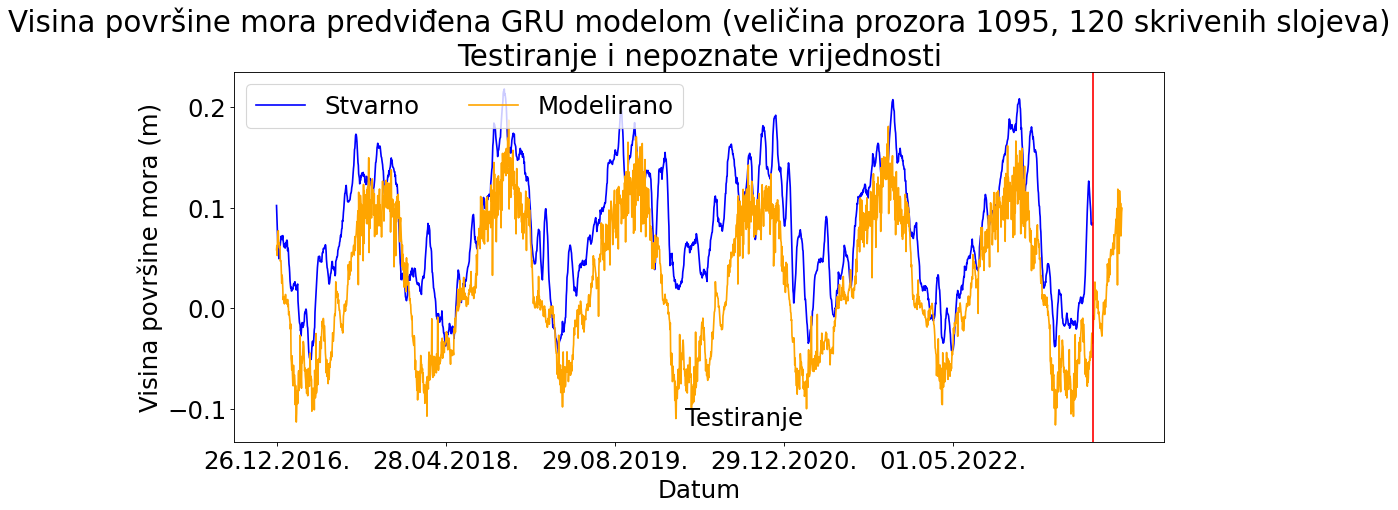 Visina površine mora predviđena GRU modelom (veličina prozora 1095, 120 skrivenih slojeva)
Testiranje i nepoznate vrijednosti
Stvarno
Modelirano
Visina površine mora (m)
0.2
0.1
0.0
−0.1
Testiranje
26.12.2016.
28.04.2018.
29.08.2019.
29.12.2020.
01.05.2022.
Datum